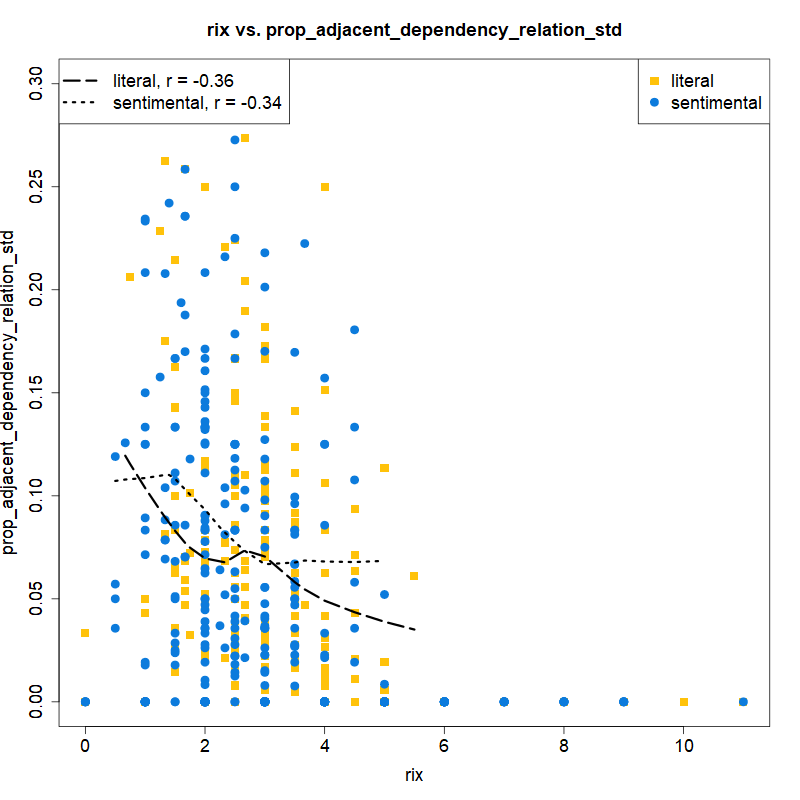 rix vs. prop_adjacent_dependency_relation_std
literal, r = -0.36
sentimental, r = -0.34
literal
sentimental
prop_adjacent_dependency_relation_std
0.30
0.25
0.20
0.15
0.10
0.05
0.00
0 2 4 6 8 10
rix